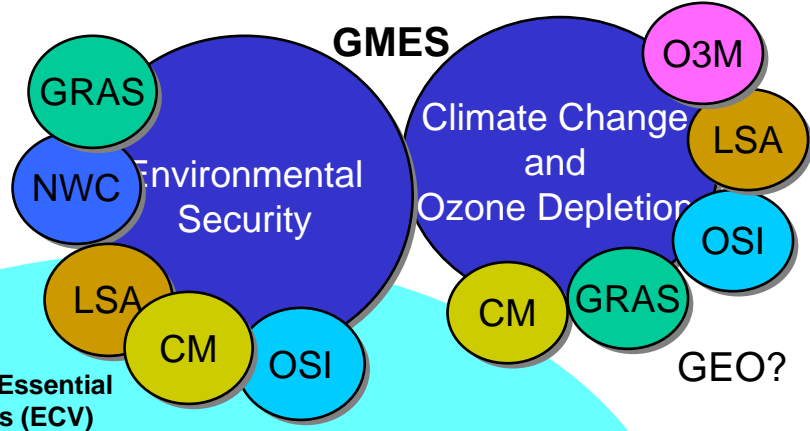 GMES
O3M
GRAS
Climate Change
and
Ozone Depletion
LSA
NWC
Environmental
Security
OSI
LSA
CM
OSI
CM
GRAS
GEO?
Essential
s (ECV)